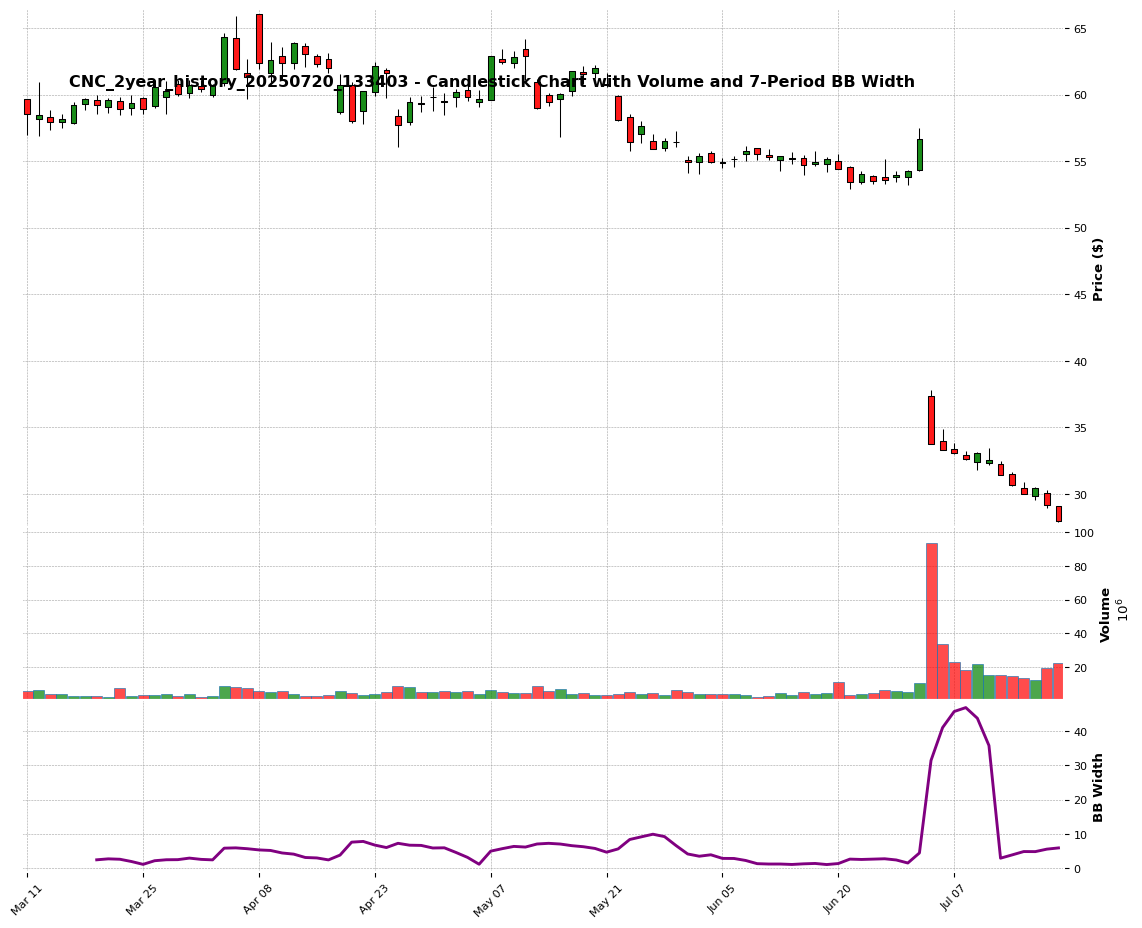 CNC_2year_history_20250720_133403 - Candlestick Chart with Volume and 7-Period BB Width
65
60
55
50
45
40
35
30
Price ($)
100
80
60
40
20
Volume
10^6
40
30
20
10
0
BB Width
Mar 11
Mar 25
Apr 08
Apr 23
May 07
May 21
Jun 05
Jun 20
Jul 07